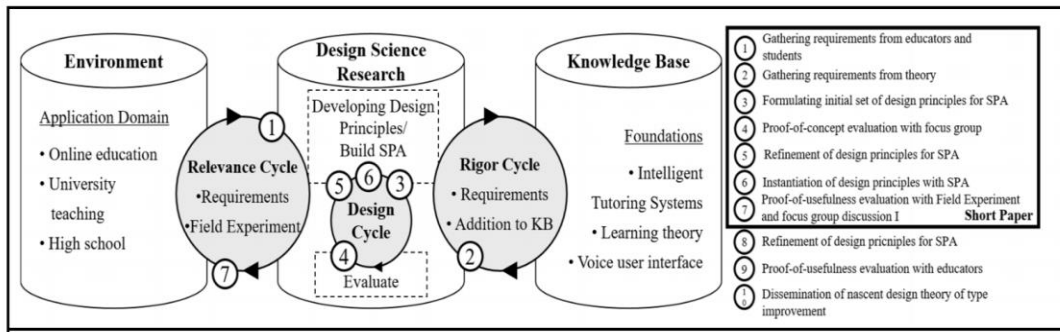 Environment
Application Domain
• Online education
• University
teaching
• High school
Relevance Cycle
•Requirements
•Field Experiment
1
7
Design Science
Research
Developing Design
Principles/
Build SPA
5
6
3
Design
Cycle
4
Evaluate
Rigor Cycle
• Requirements
• Addition to KB
2
Knowledge Base
Foundations
• Intelligent
Tutoring Systems
• Learning theory
• Voice user interface
1 Gathering requirements from educators and
students
2 Gathering requirements from theory
3 Formulating initial set of design principles for SPA
4 Proof-of-concept evaluation with focus group
5 Refinement of design principles for SPA
6 Instantiation of design principles with SPA
7 Proof-of-usefulness evaluation with Field Experiment
and focus group discussion I Short Paper
8 Refinement of design pricniples for SPA
9 Proof-of-usefulness evaluation with educators
10 Dissemination of nascent design theory of type
improvement